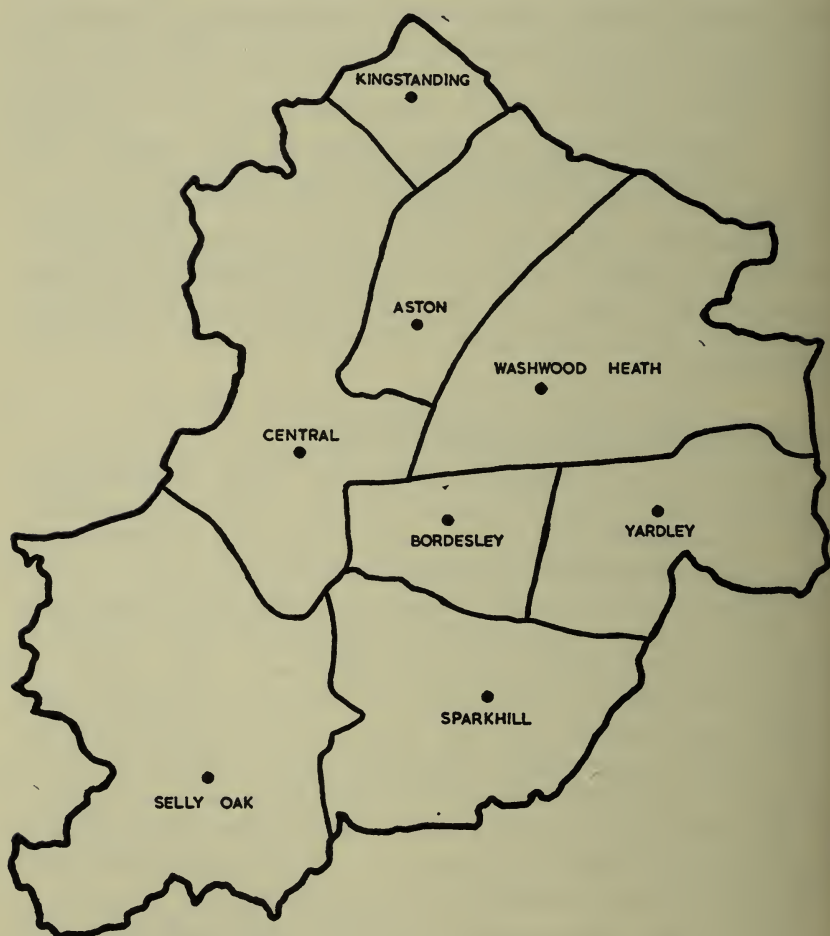 KINGSTANDING
ASTON
WASHWOOD HEATH
CENTRAL
BORDESLEY
YARDLEY
SPARKHILL
SELLY OAK